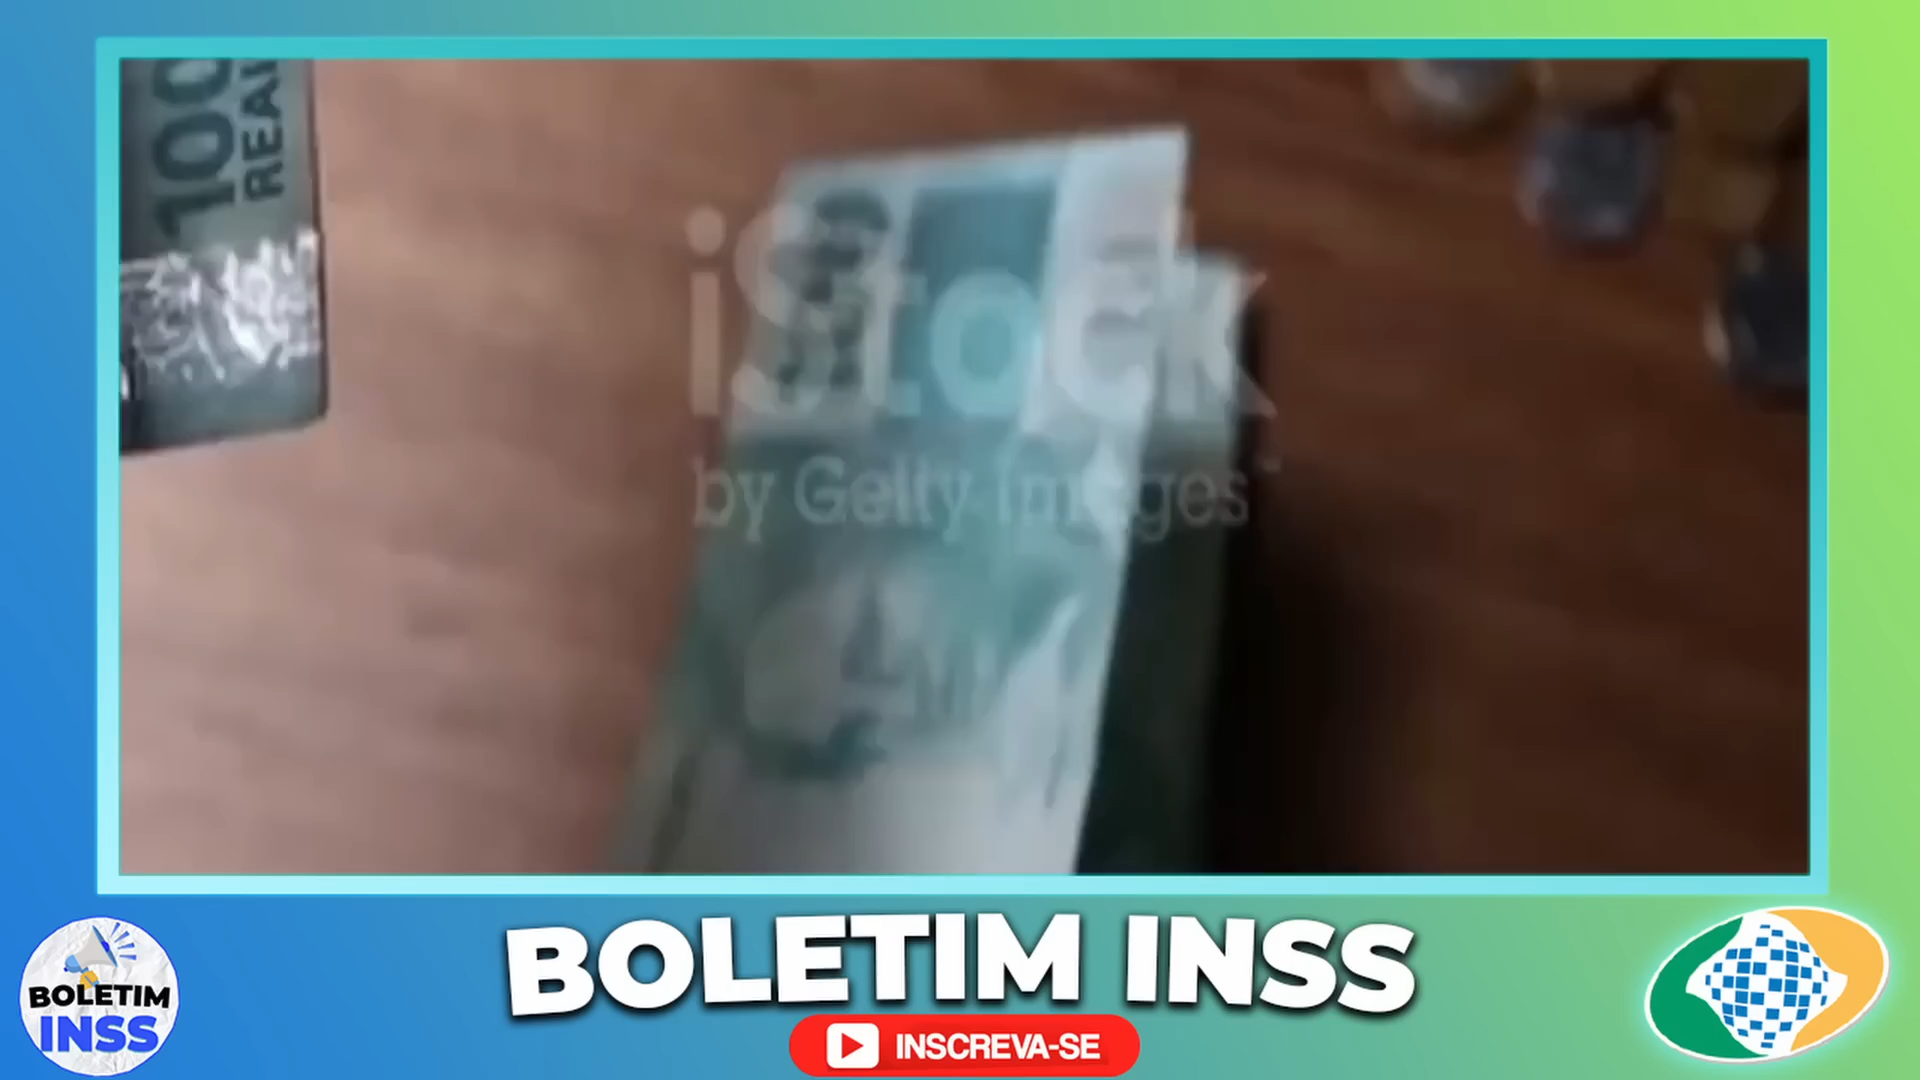 100
REAI
iStock
by Getty Images
BOLETIM INSS
BOLETIM
INSS
INSCREVA-SE